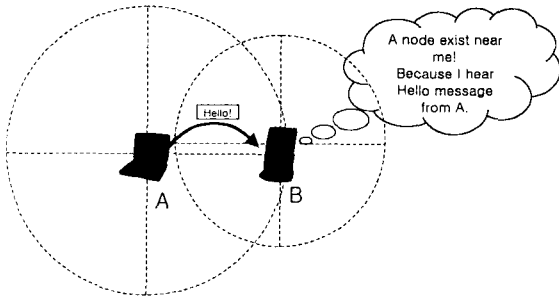 A node exist near
me!
Because I hear
Hello message
from A.
Hello!
A
B